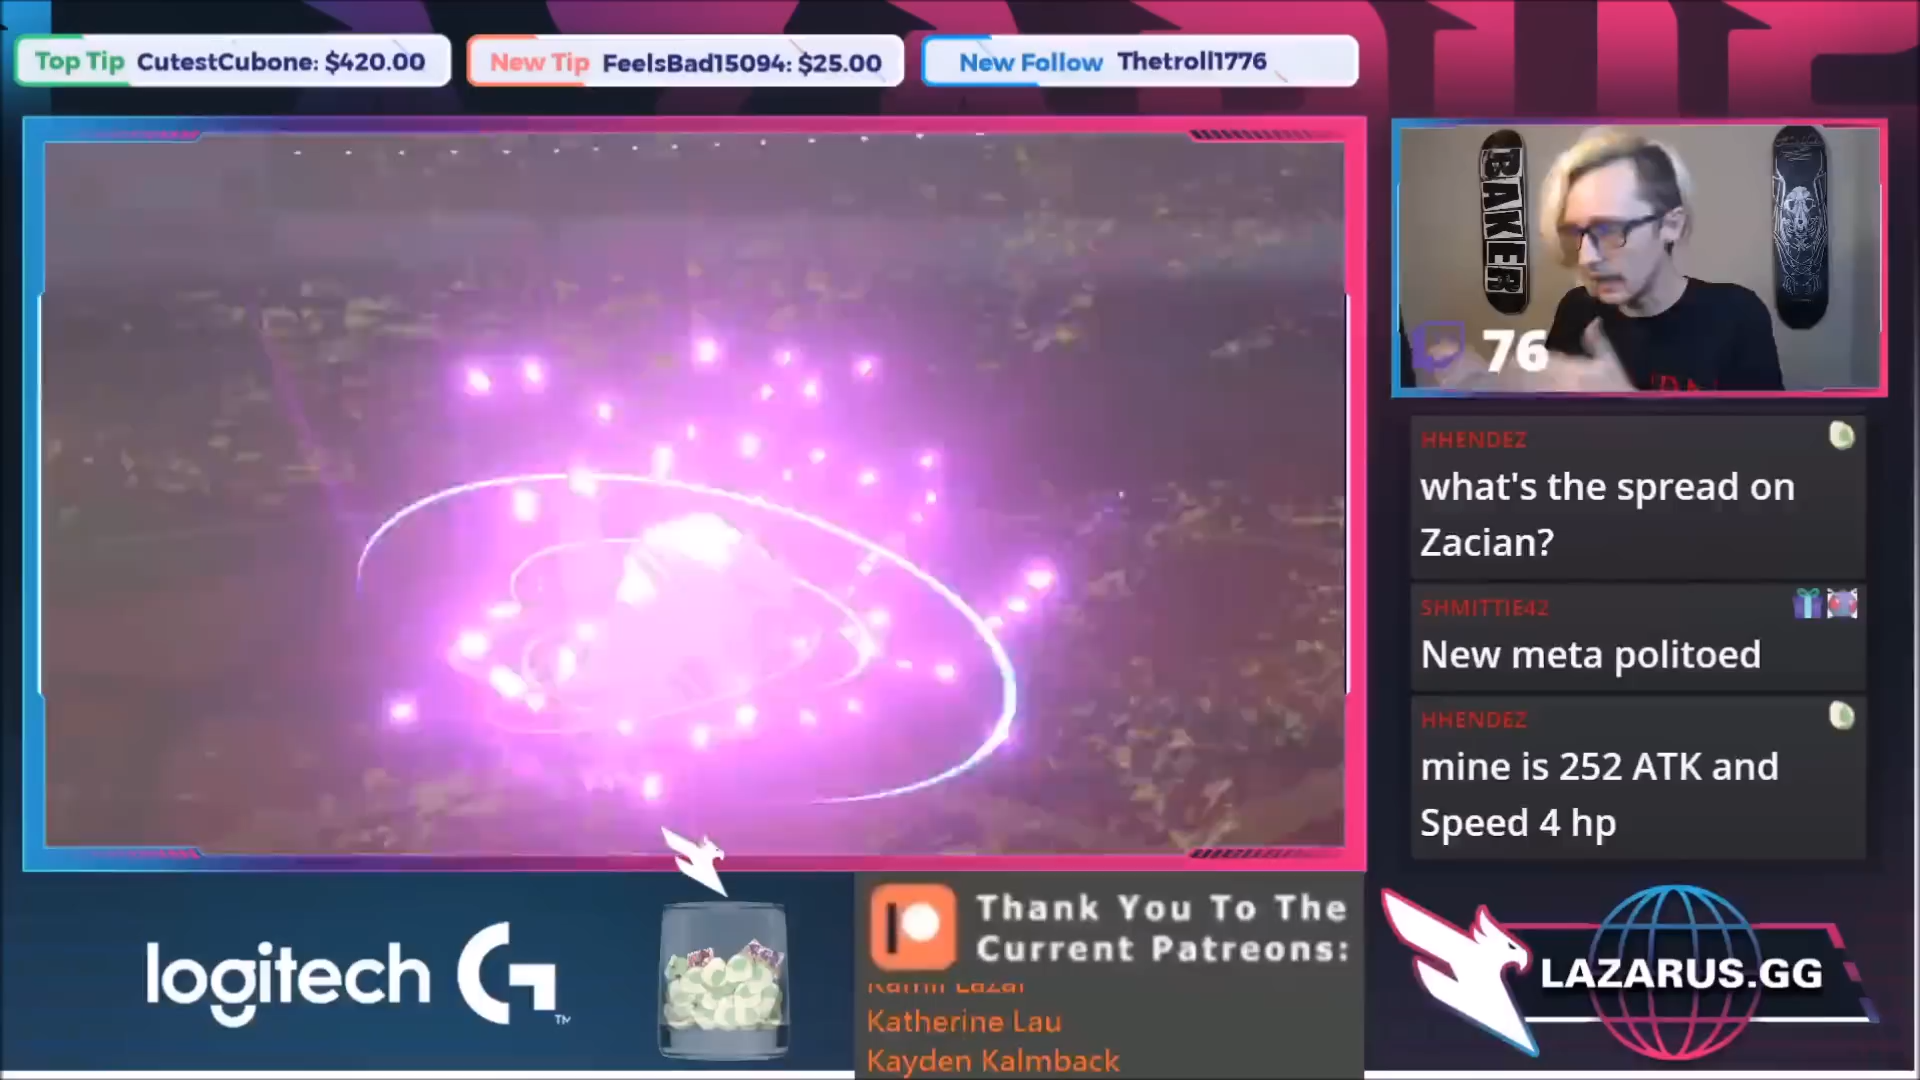 Top Tip CutestCubone: $420.00
New Tip FeelsBad15094: $25.00
New Follow Thetroll1776
BAKER
76
HHENDEZ
what's the spread on
Zacian?
SHMITTIE42
New meta politoed
HHENDEZ
mine is 252 ATK and
Speed 4 hp
logitech G
TM
Thank You To The
Current Patreons:
Katherine Lau
Kayden Kalmback
LAZARUS.GG